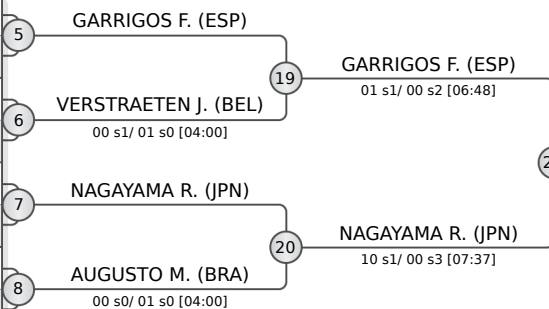 GARRIGOS F. (ESP)
5
19
GARRIGOS F. (ESP)
01 s1/ 00 s2 [06:48]
VERSTRAETEN J. (BEL)
6
00 s1/ 01 s0 [04:00]
NAGAYAMA R. (JPN)
7
20
NAGAYAMA R. (JPN)
10 s1/ 00 s3 [07:37]
AUGUSTO M. (BRA)
8
00 s0/ 01 s0 [04:00]